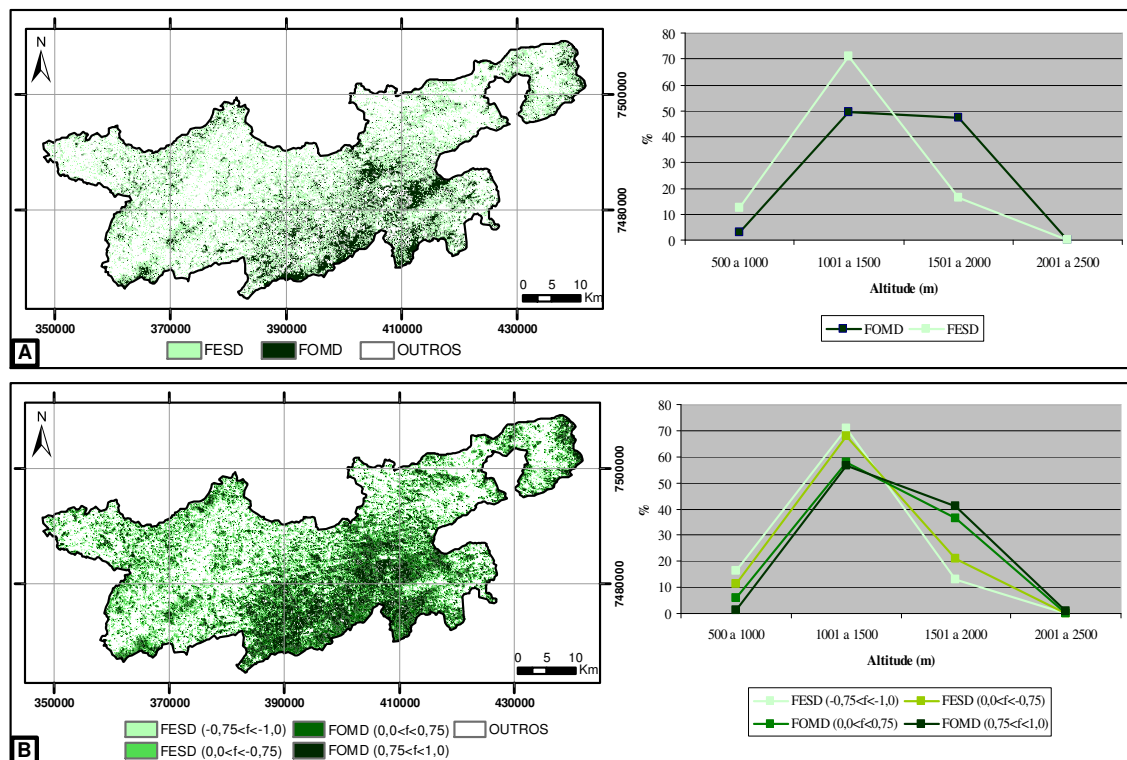 N
7500000
7480000
0 5 10
Km
350000 370000 390000 410000 430000
FESD FOMD OUTROS
A
80
70
60
50
40
30
20
10
0
%
500 a 1000 1001 a 1500 1501 a 2000 2001 a 2500
Altitude (m)
FOMD FESD
N
7500000
7480000
0 5 10
Km
350000 370000 390000 410000 430000
FESD (-0,75<f<-1,0) FOMD (0,0<f<0,75) OUTROS
FESD (0,0<f<-0,75) FOMD (0,75<f<1,0)
B
80
70
60
50
40
30
20
10
0
%
500 a 1000 1001 a 1500 1501 a 2000 2001 a 2500
Altitude (m)
FESD (-0,75<f<-1,0) FESD (0,0<f<-0,75)
FOMD (0,0<f<0,75) FOMD (0,75<f<1,0)